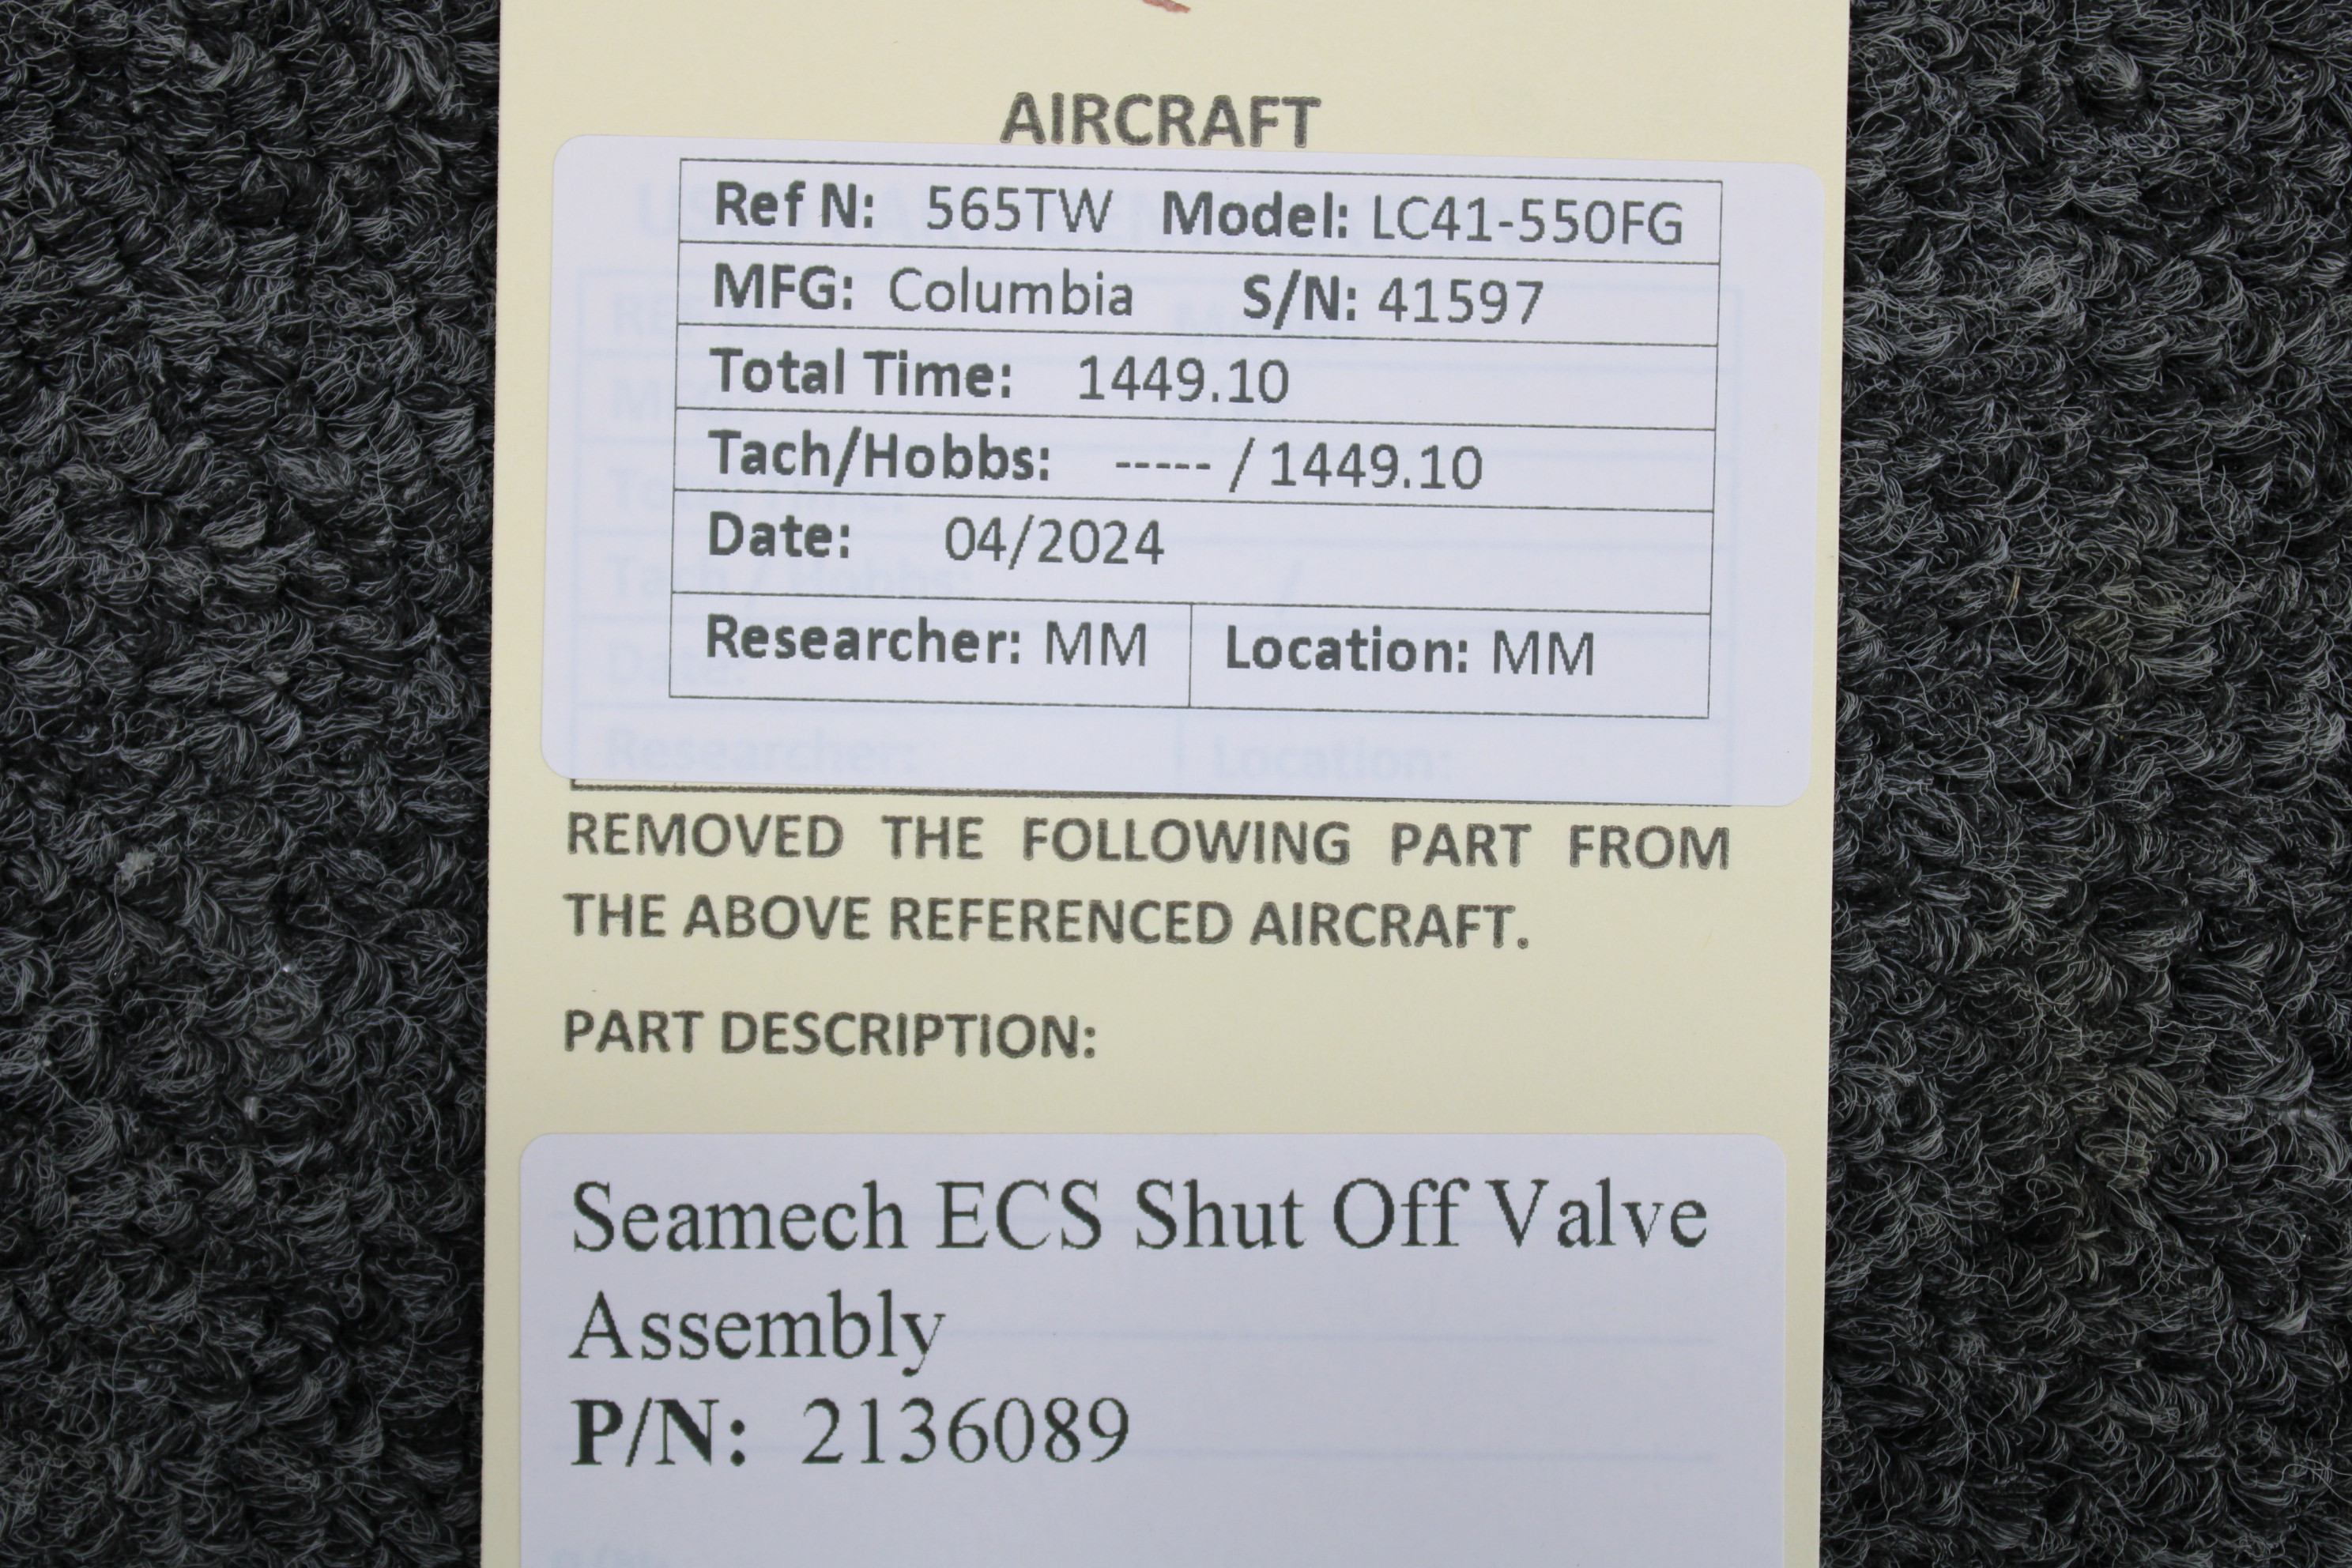 AIRCRAFT
Ref N: 565TW Model: LC41-550FG
MFG: Columbia S/N: 41597
Total Time: 1449.10
Tach/Hobbs: ----- / 1449.10
Date: 04/2024
Researcher: MM Location: MM
Researcher: Location:
REMOVED THE FOLLOWING PART FROM
THE ABOVE REFERENCED AIRCRAFT.
PART DESCRIPTION:
Seamech ECS Shut Off Valve
Assembly
P/N: 2136089